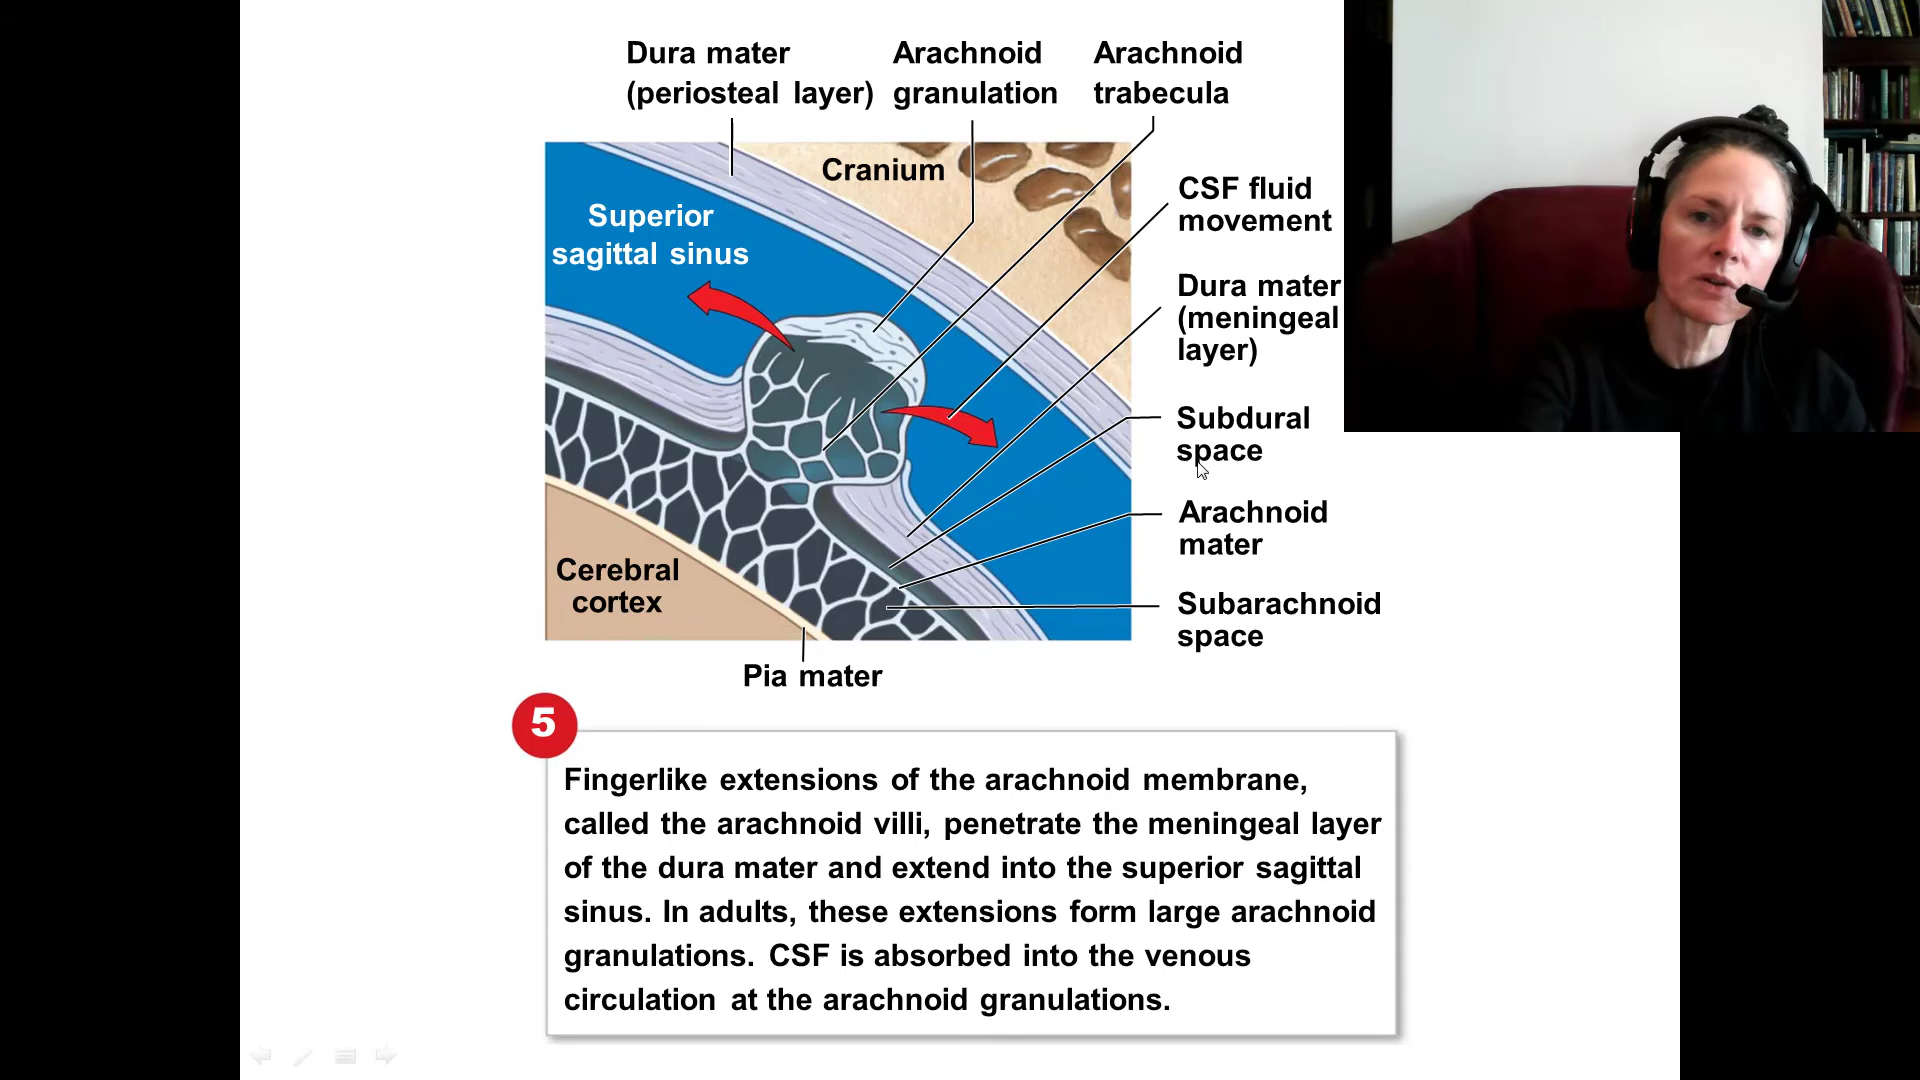 Dura mater
(periosteal layer)
Arachnoid
granulation
Arachnoid
trabecula
Cranium
Superior
sagittal sinus
CSF fluid
movement
Dura mater
(meningeal
layer)
Subdural
space
Arachnoid
mater
Subarachnoid
space
Cerebral
cortex
Pia mater
5
Fingerlike extensions of the arachnoid membrane,
called the arachnoid villi, penetrate the meningeal layer
of the dura mater and extend into the superior sagittal
sinus. In adults, these extensions form large arachnoid
granulations. CSF is absorbed into the venous
circulation at the arachnoid granulations.